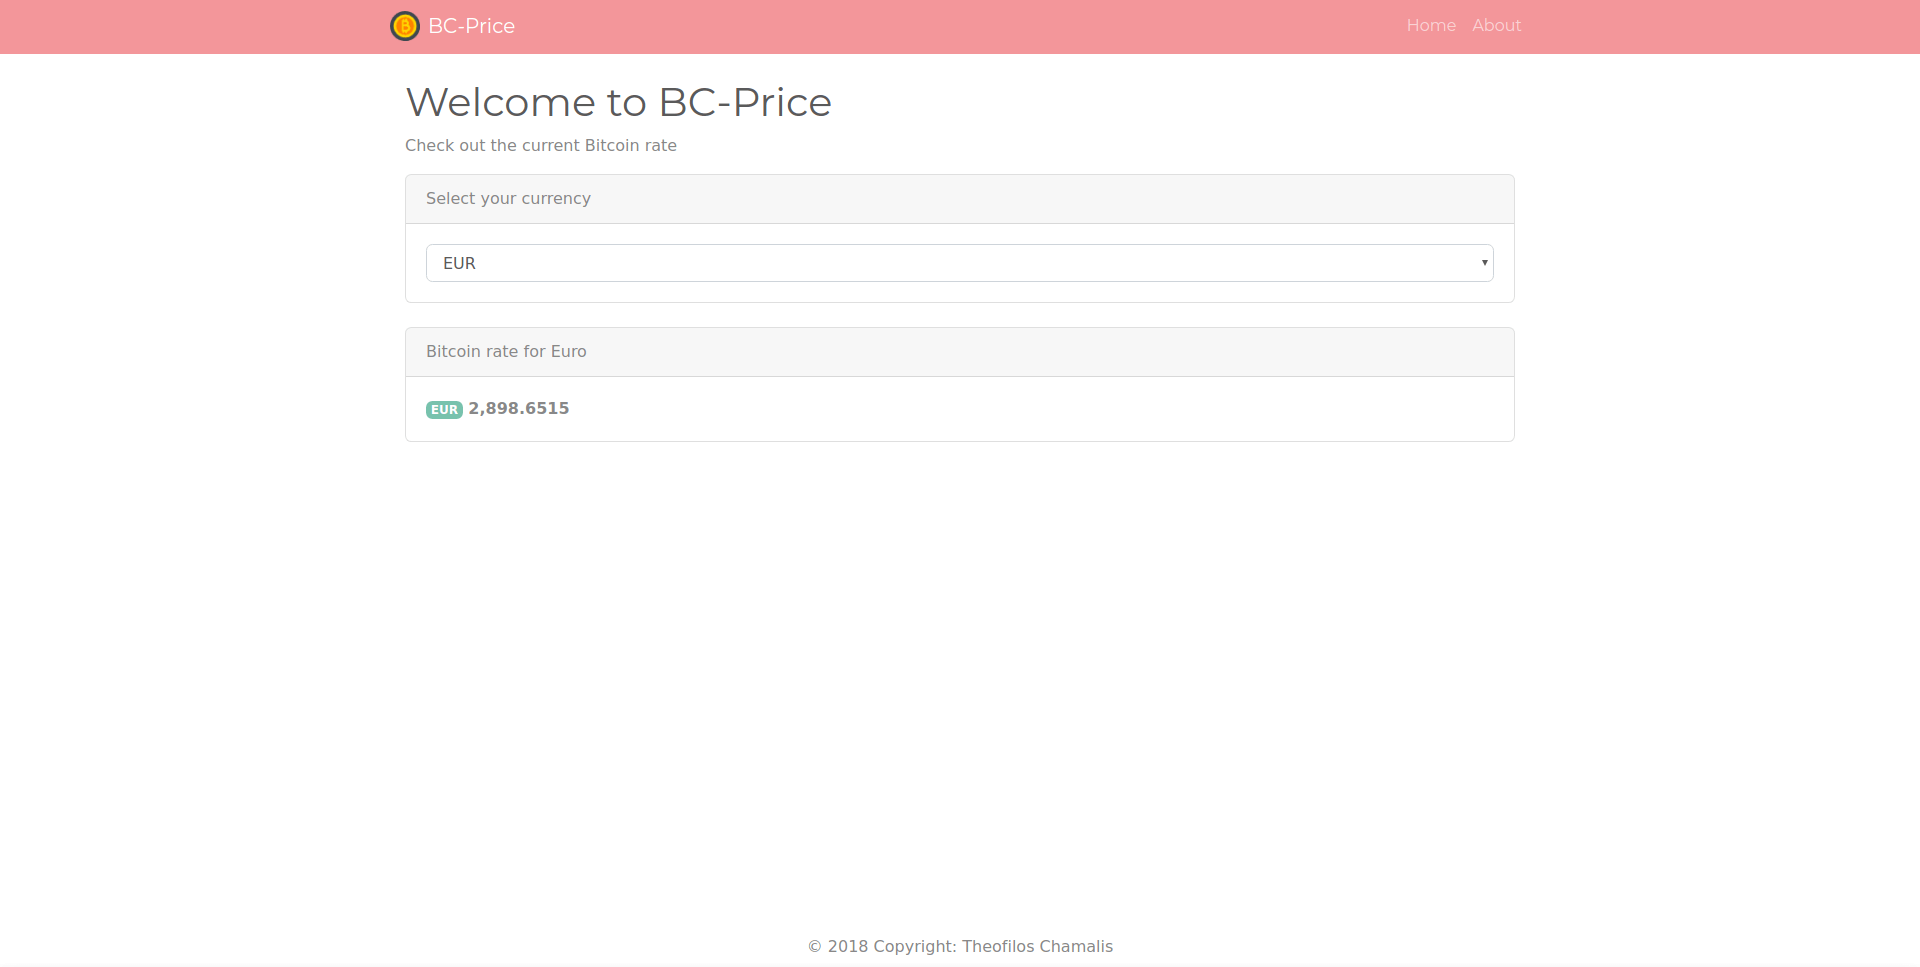 BC-Price
Home About
Welcome to BC-Price
Check out the current Bitcoin rate
Select your currency
EUR
Bitcoin rate for Euro
EUR 2,898.6515
© 2018 Copyright: Theofilos Chamalis